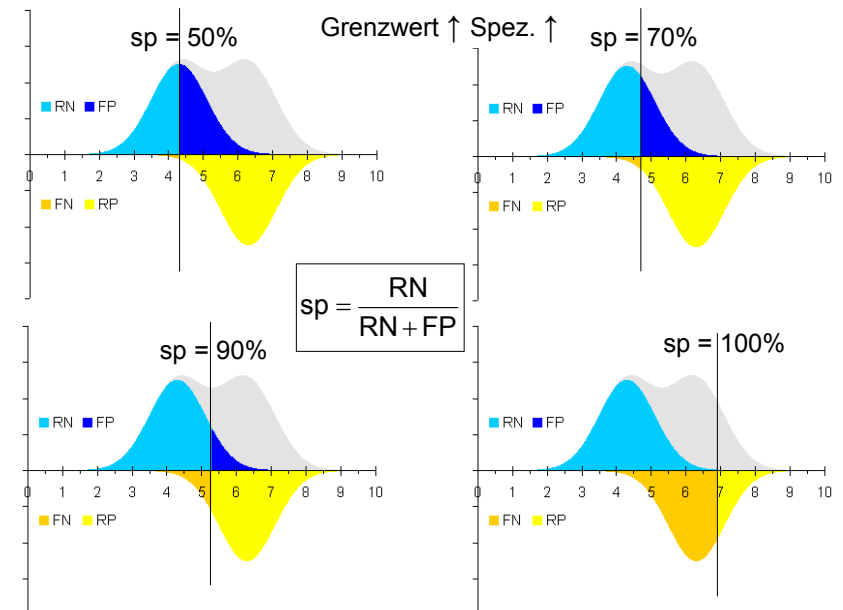 Grenzwert ↑ Spez. ↑
sp = 50%
RN FP
0 1 2 3 4 5 6 7 8 9 10
FN RP
sp = 70%
RN FP
0 1 2 3 4 5 6 7 8 9 10
FN RP
sp = RN / RN + FP
sp = 90%
RN FP
0 1 2 3 4 5 6 7 8 9 10
FN RP
sp = 100%
RN FP
0 1 2 3 4 5 6 7 8 9 10
FN RP